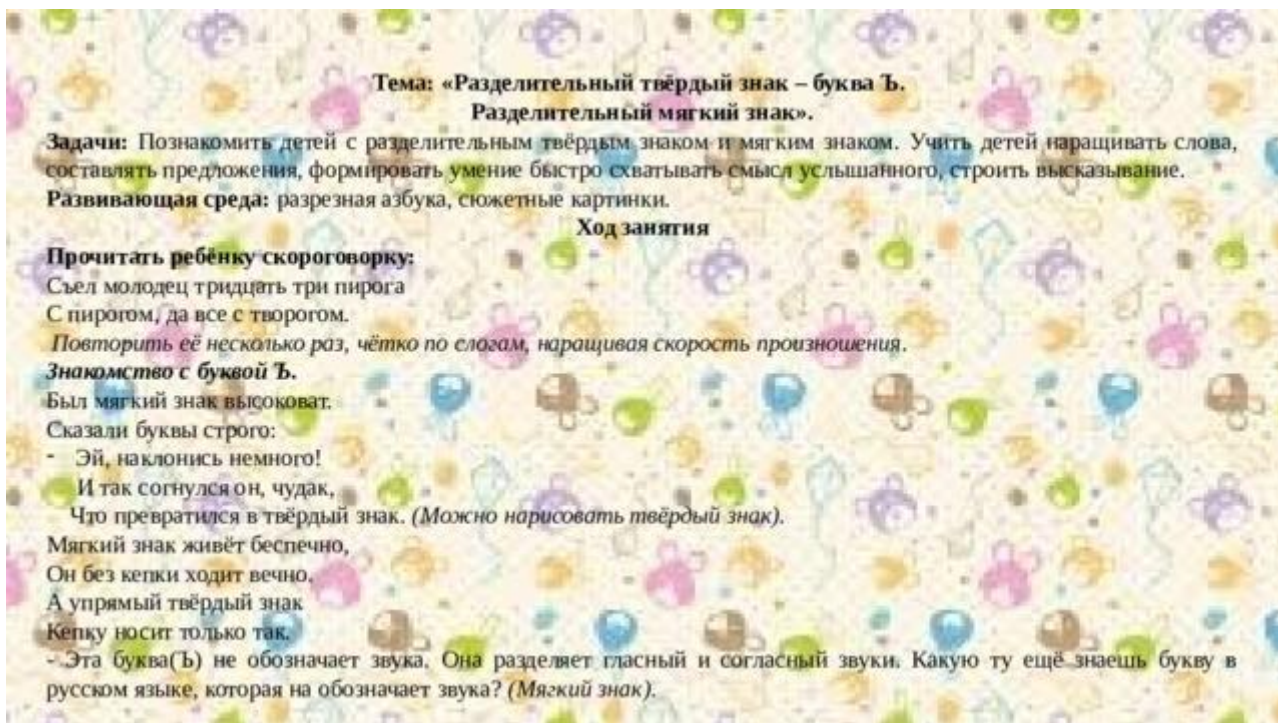 Тема: «Разделительный твёрдый знак – буква Ъ.
Разделительный мягкий знак».
Задачи: Познакомить детей с разделительным твёрдым знаком и мягким знаком. Учить детей наращивать слова,
составлять предложения, формировать умение быстро схватывать смысл услышанного, строить высказывание.
Развивающая среда: разрезная азбука, сюжетные картинки.
Ход занятия
Прочитать ребёнку скороговорку:
Съел молодец тридцать три пирога
С пирогом, да все с творогом.
Повторить её несколько раз, чётко по слогам, наращивая скорость произношения.
Знакомство с буквой Ъ.
Был мягкий знак высоковат.
Сказали буквы строго:
- Эй, наклонись немного!
И так согнулся он, чудак,
Что превратился в твёрдый знак. (Можно нарисовать твёрдый знак).
Мягкий знак живёт беспечно,
Он без кепки ходит вечно,
А упрямый твёрдый знак
Кепку носит только так.
- Эта буква(Ъ) не обозначает звука. Она разделяет гласный и согласный звуки. Какую ту ещё знаешь букву в
русском языке, которая на обозначает звука? (Мягкий знак).